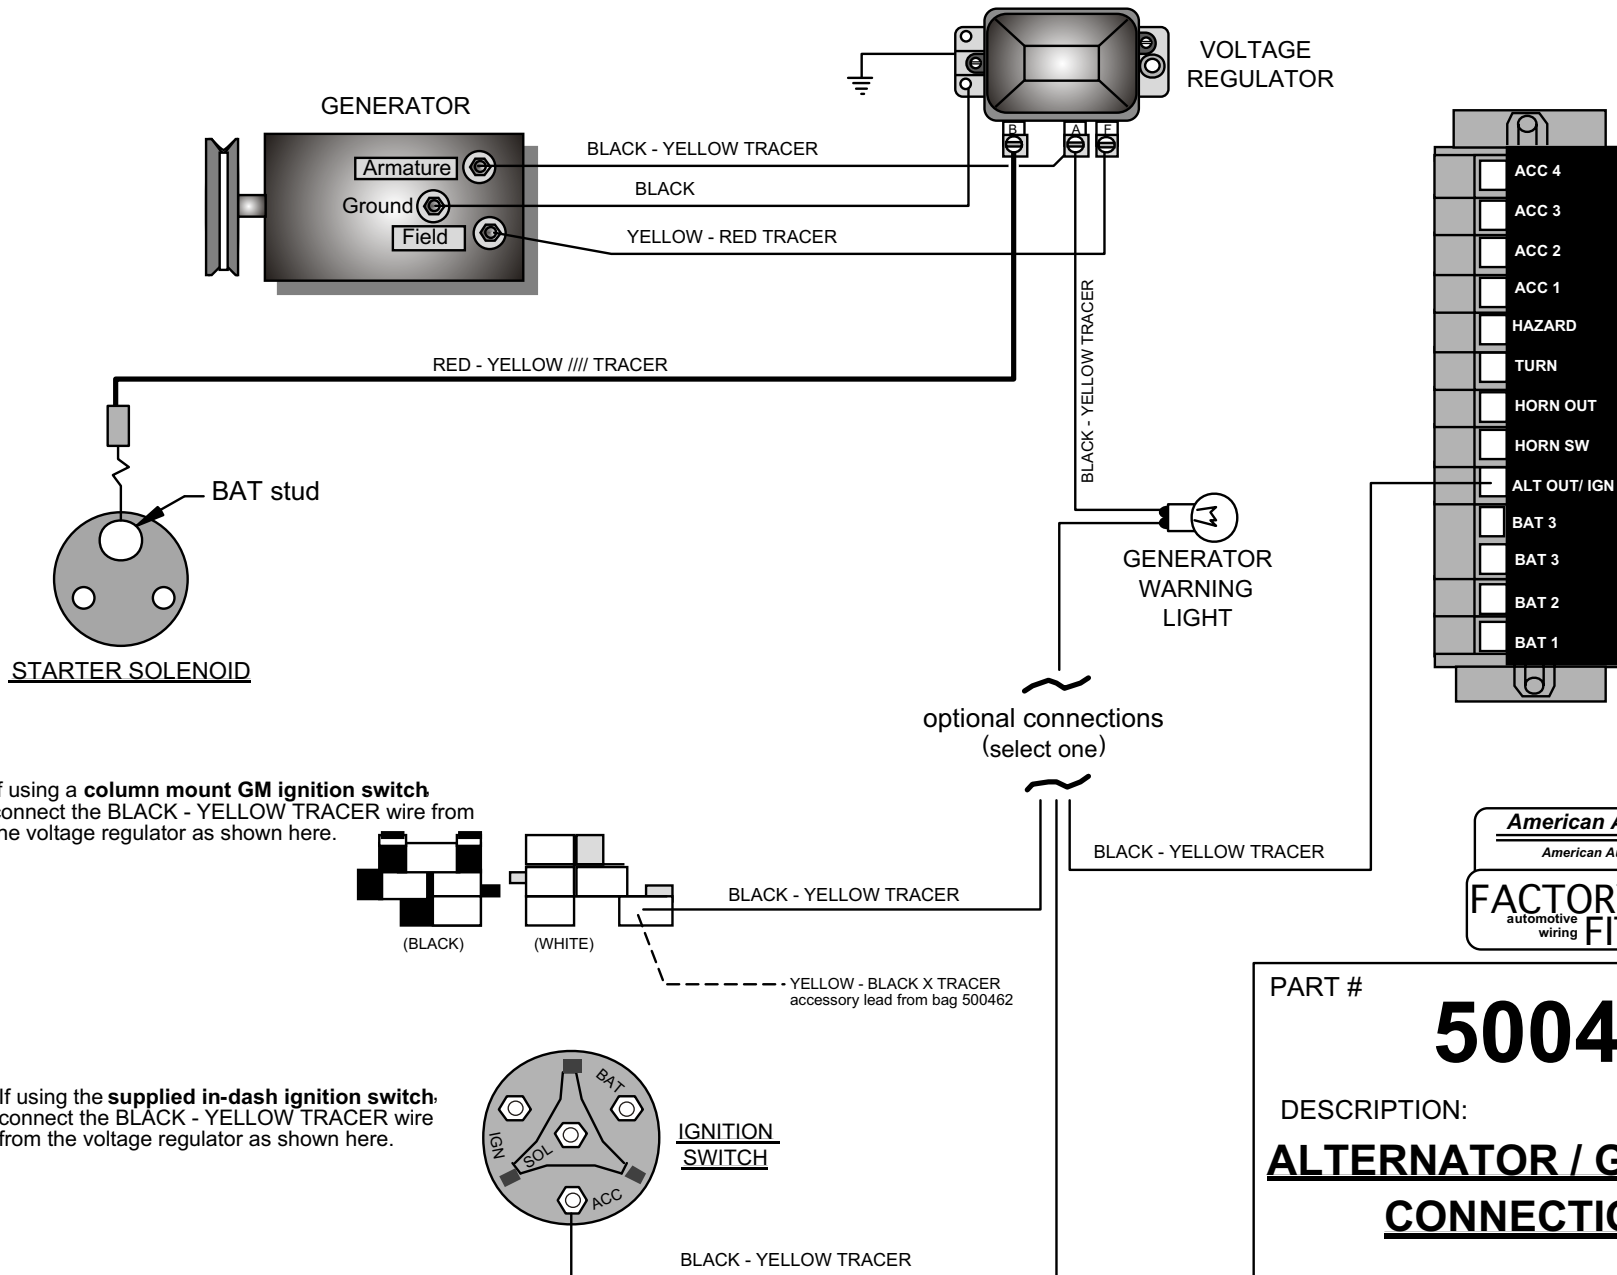 VOLTAGE
REGULATOR
GENERATOR
B
A
F
BLACK - YELLOW TRACER
Armature
BLACK
Ground
Field
YELLOW - RED TRACER
BLACK - YELLOW TRACER
RED - YELLOW //// TRACER
BAT stud
STARTER SOLENOID
GENERATOR
WARNING
LIGHT
ACC 4
ACC 3
ACC 2
ACC 1
HAZARD
TURN
HORN OUT
HORN SW
ALT OUT/ IGN
BAT 3
BAT 3
BAT 2
BAT 1
optional connections
(select one)
f using a column mount GM ignition switch,
connect the BLACK - YELLOW TRACER wire from
he voltage regulator as shown here.
(BLACK)
(WHITE)
BLACK - YELLOW TRACER
BLACK - YELLOW TRACER
YELLOW - BLACK X TRACER
accessory lead from bag 500462
If using the supplied in-dash ignition switch,
connect the BLACK - YELLOW TRACER wire
from the voltage regulator as shown here.
BAT
IGN
SOL
ACC
IGNITION
SWITCH
BLACK - YELLOW TRACER
American A
American Au
FACTOR
automotive
wiring
FI
PART #
5004
DESCRIPTION:
ALTERNATOR / G
CONNECTIO